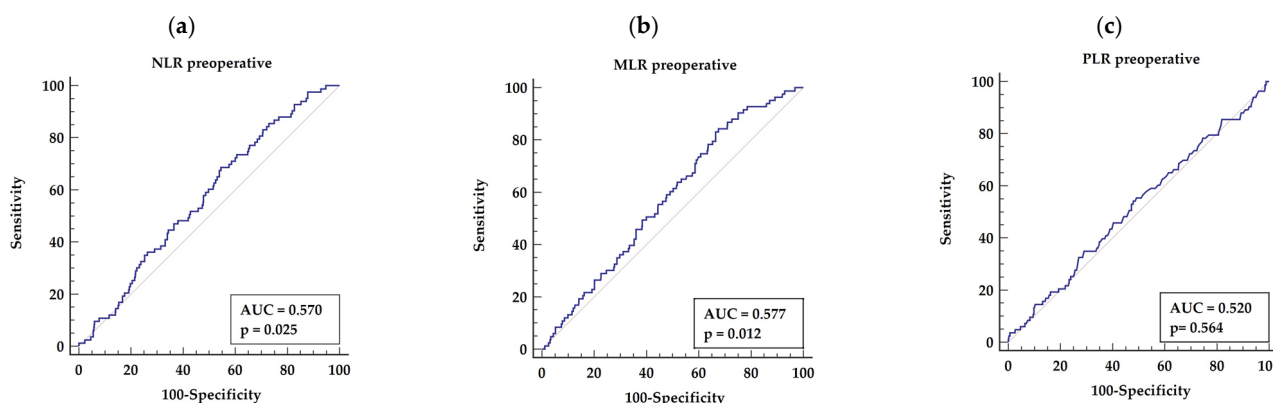 (a)
NLR preoperative
100
80
60
40
20
0
Sensitivity
AUC = 0.570
p = 0.025
0 20 40 60 80 100
100-Specificity
(b)
MLR preoperative
100
80
60
40
20
0
Sensitivity
AUC = 0.577
p = 0.012
0 20 40 60 80 100
100-Specificity
(c)
PLR preoperative
100
80
60
40
20
0
Sensitivity
AUC = 0.520
p= 0.564
0 20 40 60 80 100
100-Specificity